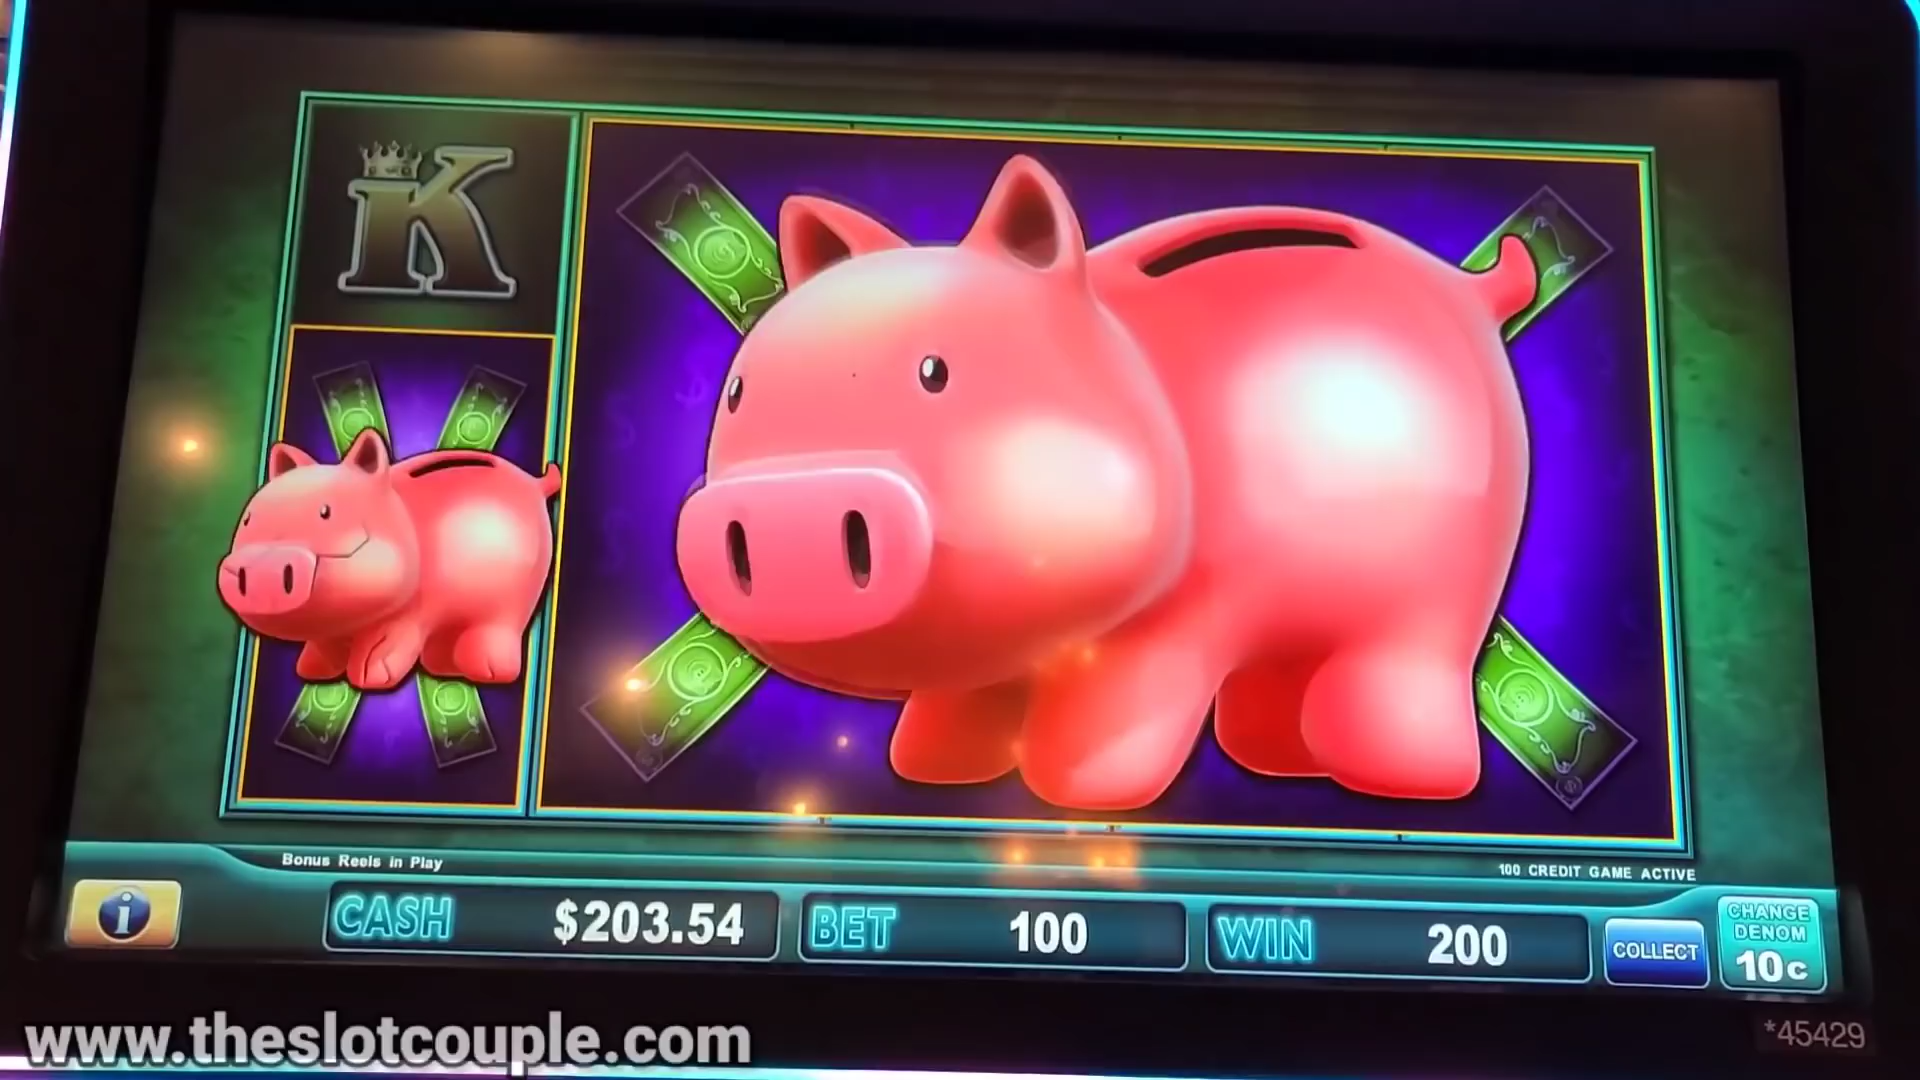 K
Bonus Reels in Play
100 CREDIT GAME ACTIVE
i
CASH $203.54
BET 100
WIN 200
COLLECT
CHANGE
DENOM
10c
*45429
www.theslotcouple.com